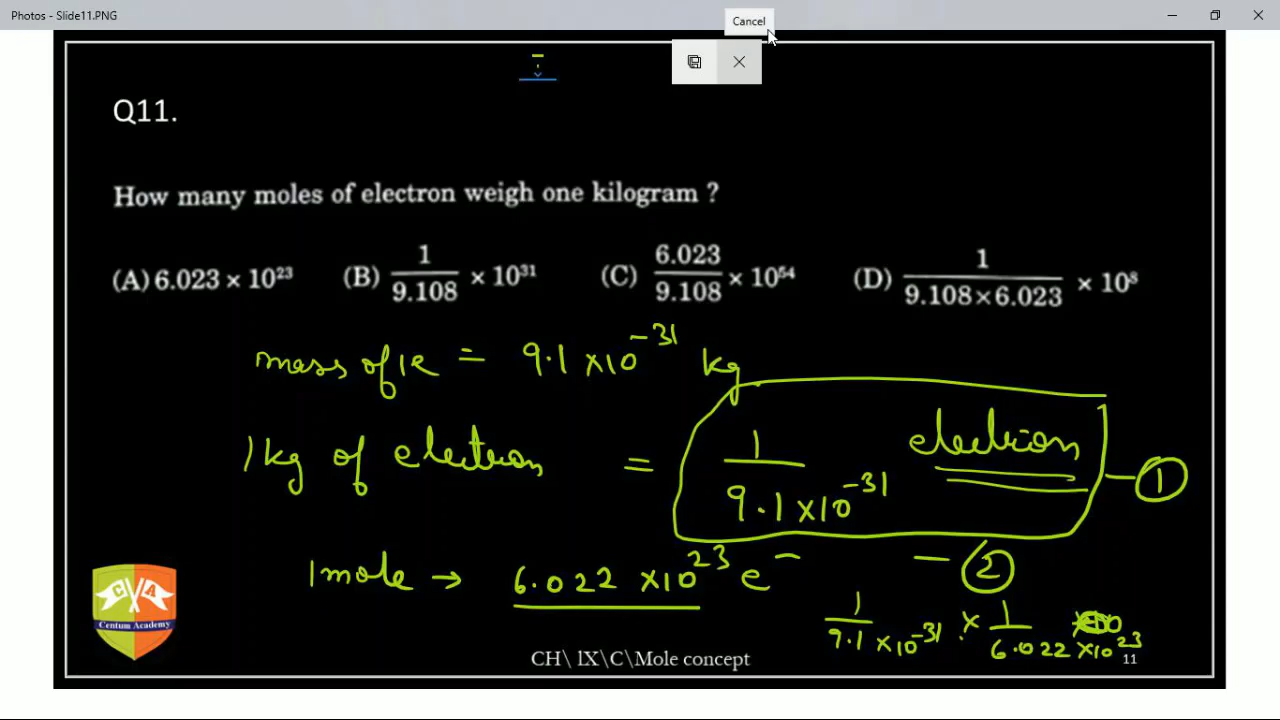 Photos - Slide11.PNG
Cancel
Q11.
How many moles of electron weigh one kilogram ?
(A) 6.023 × 10²³ (B) 1/9.108 × 10³¹ (C) 6.023/9.108 × 10⁵⁴ (D) 1/9.108×6.023 × 10⁸
mass of 1e = 9.1 × 10⁻³¹ kg
1kg of electron = 1/9.1 × 10⁻³¹ electron - ①
1 mole → 6.022 × 10²³ e⁻ - ②
1/9.1 × 10⁻³¹ × 1/6.022 × 10²³
C A
Centum Academy
CH\ IX\C\Mole concept
11